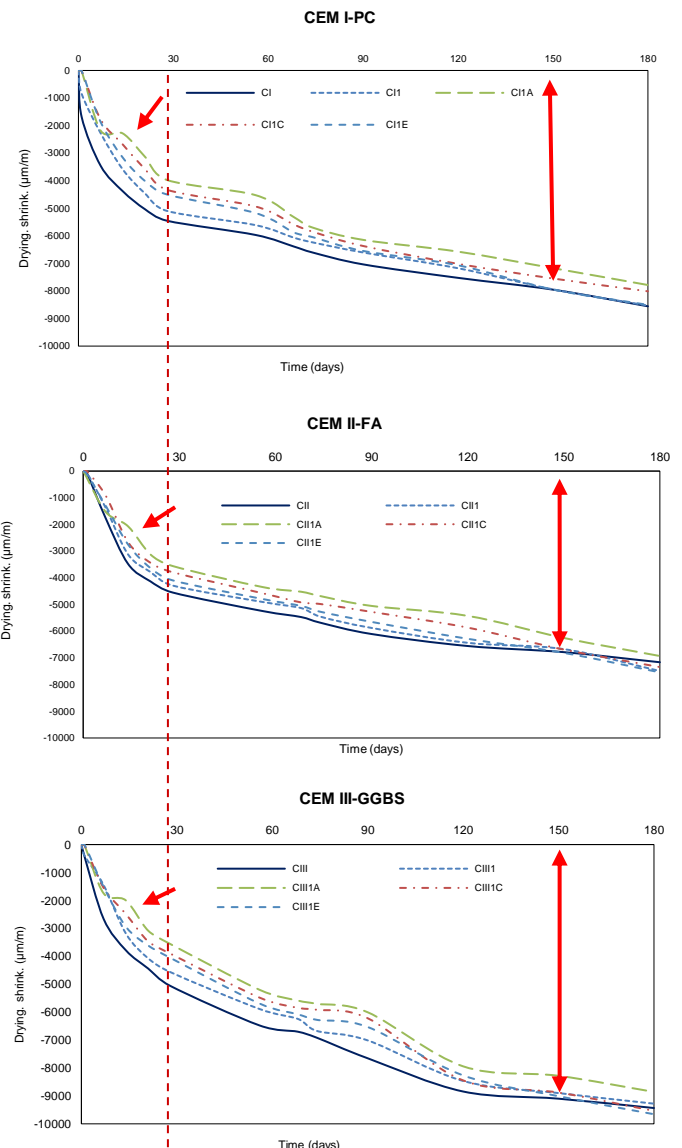 CEM I-PC
0 30 60 90 120 150 180
0
-1000
-2000
-3000
-4000
-5000
-6000
-7000
-8000
-9000
-10000
Drying. shrink. (µm/m)
CI CI1 CI1A
CI1C CI1E
Time (days)
CEM II-FA
0 30 60 90 120 150 180
0
-1000
-2000
-3000
-4000
-5000
-6000
-7000
-8000
-9000
-10000
Drying. shrink. (µm/m)
CII CII1
CII1A CII1C
CII1E
Time (days)
CEM III-GGBS
0 30 60 90 120 150 180
0
-1000
-2000
-3000
-4000
-5000
-6000
-7000
-8000
-9000
-10000
Drying. shrink. (µm/m)
CIII CIII1
CIII1A CIII1C
CIII1E
Time (days)